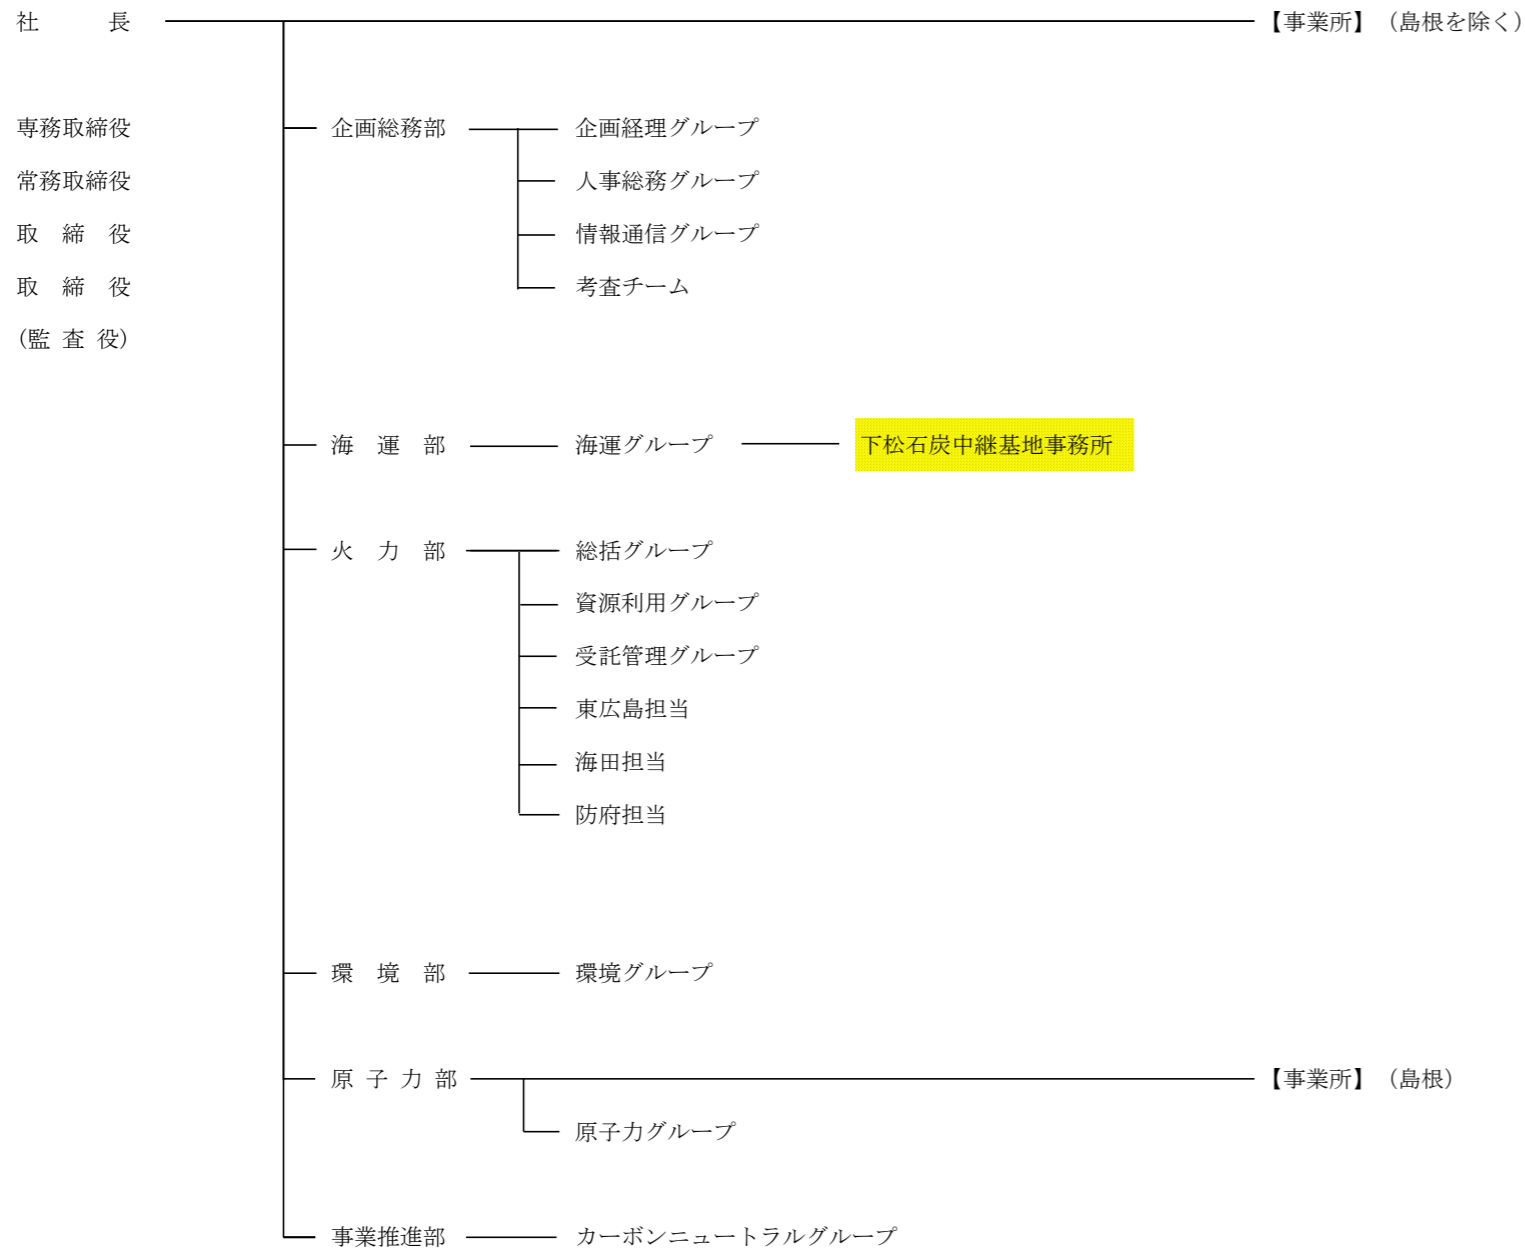 社　　　長　【事業所】（島根を除く）
専務取締役　企画総務部　企画経理グループ
常務取締役　人事総務グループ
取　締　役　情報通信グループ
取　締　役　考査チーム
（監 査 役）
海　運　部　海運グループ　下松石炭中継基地事務所
火　力　部　総括グループ
資源利用グループ
受託管理グループ
東広島担当
海田担当
防府担当
環　境　部　環境グループ
原 子 力 部　【事業所】（島根）
原子力グループ
事業推進部　カーボンニュートラルグループ